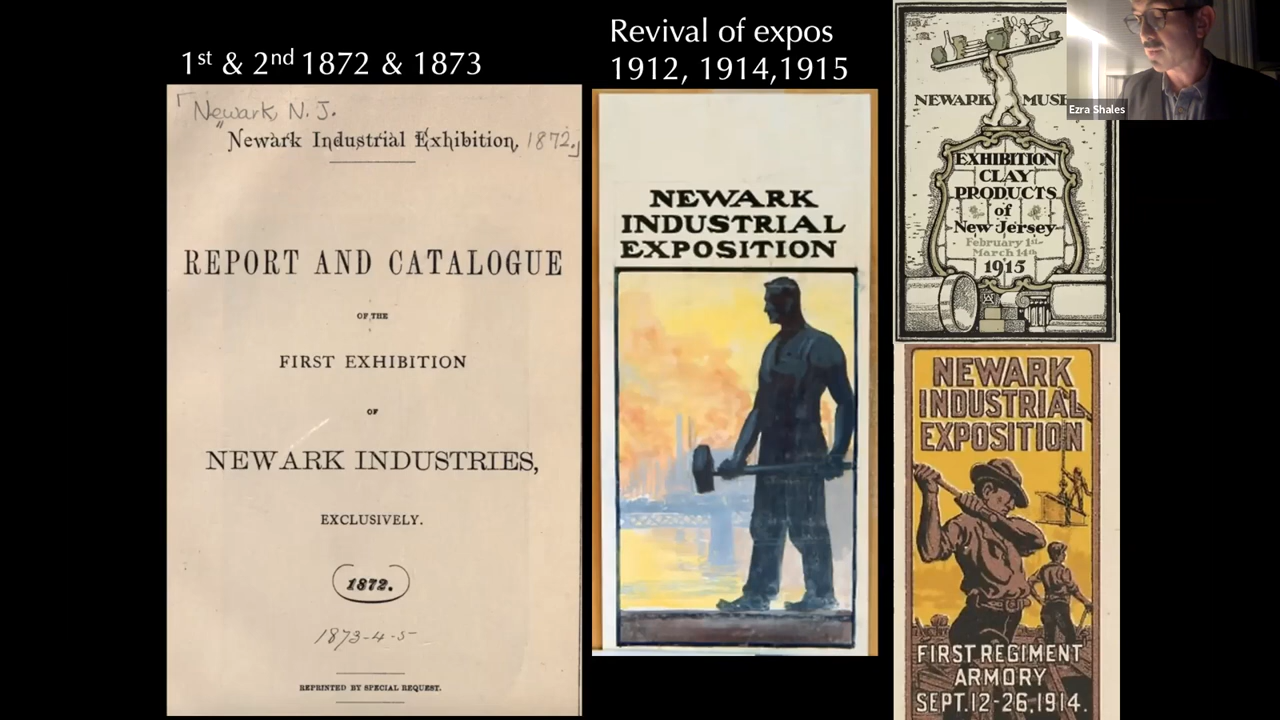 1st & 2nd 1872 & 1873
Newark, N. J.
Newark Industrial Exhibition, 1872.
REPORT AND CATALOGUE
OF THE
FIRST EXHIBITION
OF
NEWARK INDUSTRIES,
EXCLUSIVELY.
1872.
1873-4-5
REPRINTED BY SPECIAL REQUEST.
Revival of expos
1912, 1914,1915
NEWARK
INDUSTRIAL
EXPOSITION
NEWARK
EXHIBITION
CLAY
PRODUCTS
of
New Jersey
February 1st-
March 14th
1915
Ezra Shales
NEWARK
INDUSTRIAL
EXPOSITION
FIRST REGIMENT
ARMORY
SEPT. 12-26, 1914.